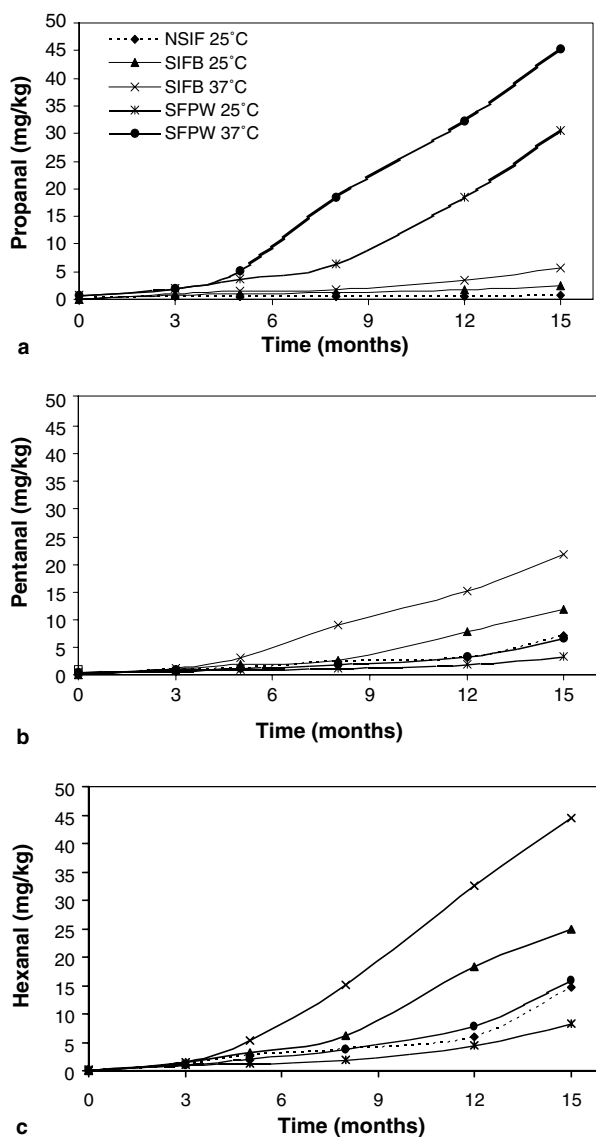 50
45
40
35
30
25
20
15
10
5
0
Propanal (mg/kg)
NSIF 25˚C
SIFB 25˚C
SIFB 37˚C
SFPW 25˚C
SFPW 37˚C
0 3 6 9 12 15
Time (months)
a
50
45
40
35
30
25
20
15
10
5
0
Pentanal (mg/kg)
0 3 6 9 12 15
Time (months)
b
50
45
40
35
30
25
20
15
10
5
0
Hexanal (mg/kg)
0 3 6 9 12 15
Time (months)
c